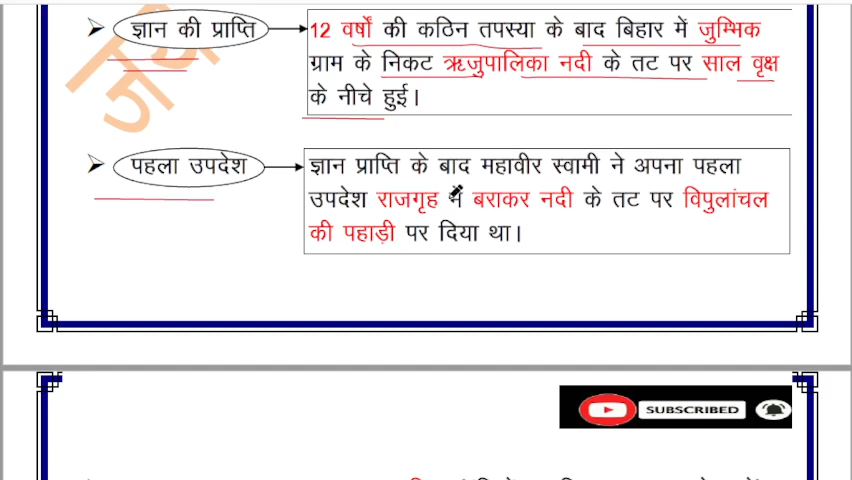 ज्ञान की प्राप्ति
12 वर्षों की कठिन तपस्या के बाद बिहार में जुम्भिक
ग्राम के निकट ऋजुपालिका नदी के तट पर साल वृक्ष
के नीचे हुई।
पहला उपदेश
ज्ञान प्राप्ति के बाद महावीर स्वामी ने अपना पहला
उपदेश राजगृह में बराकर नदी के तट पर विपुलांचल
की पहाड़ी पर दिया था।
SUBSCRIBED